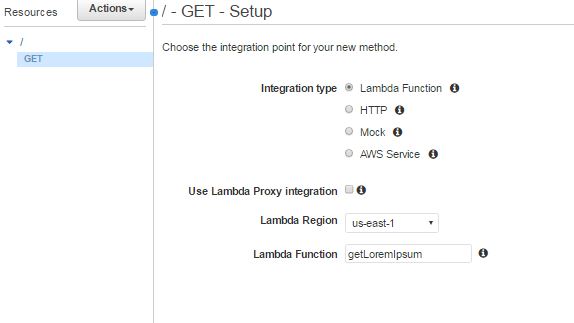 Resources
Actions
/ - GET - Setup
/
GET
Choose the integration point for your new method.
Integration type
Lambda Function
HTTP
Mock
AWS Service
Use Lambda Proxy integration
Lambda Region
us-east-1
Lambda Function
getLoremIpsum